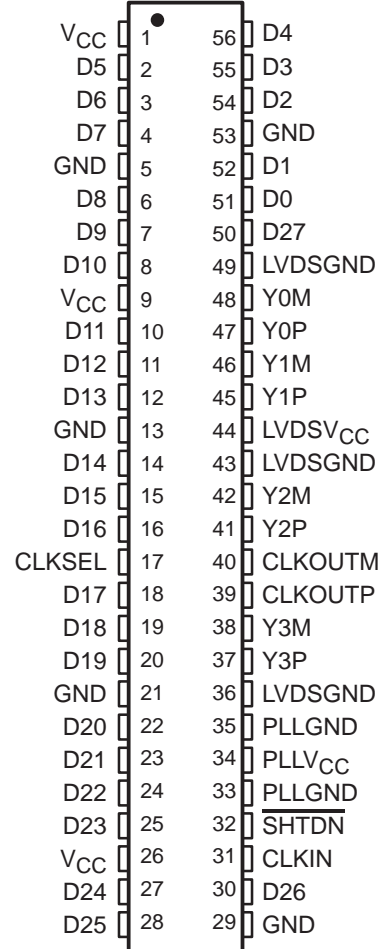 VCC 1 56 D4
D5 2 55 D3
D6 3 54 D2
D7 4 53 GND
GND 5 52 D1
D8 6 51 D0
D9 7 50 D27
D10 8 49 LVDSGND
VCC 9 48 Y0M
D11 10 47 Y0P
D12 11 46 Y1M
D13 12 45 Y1P
GND 13 44 LVDSVCC
D14 14 43 LVDSGND
D15 15 42 Y2M
D16 16 41 Y2P
CLKSEL 17 40 CLKOUTM
D17 18 39 CLKOUTP
D18 19 38 Y3M
D19 20 37 Y3P
GND 21 36 LVDSGND
D20 22 35 PLLGND
D21 23 34 PLLVCC
D22 24 33 PLLGND
D23 25 32 SHTDN
VCC 26 31 CLKIN
D24 27 30 D26
D25 28 29 GND